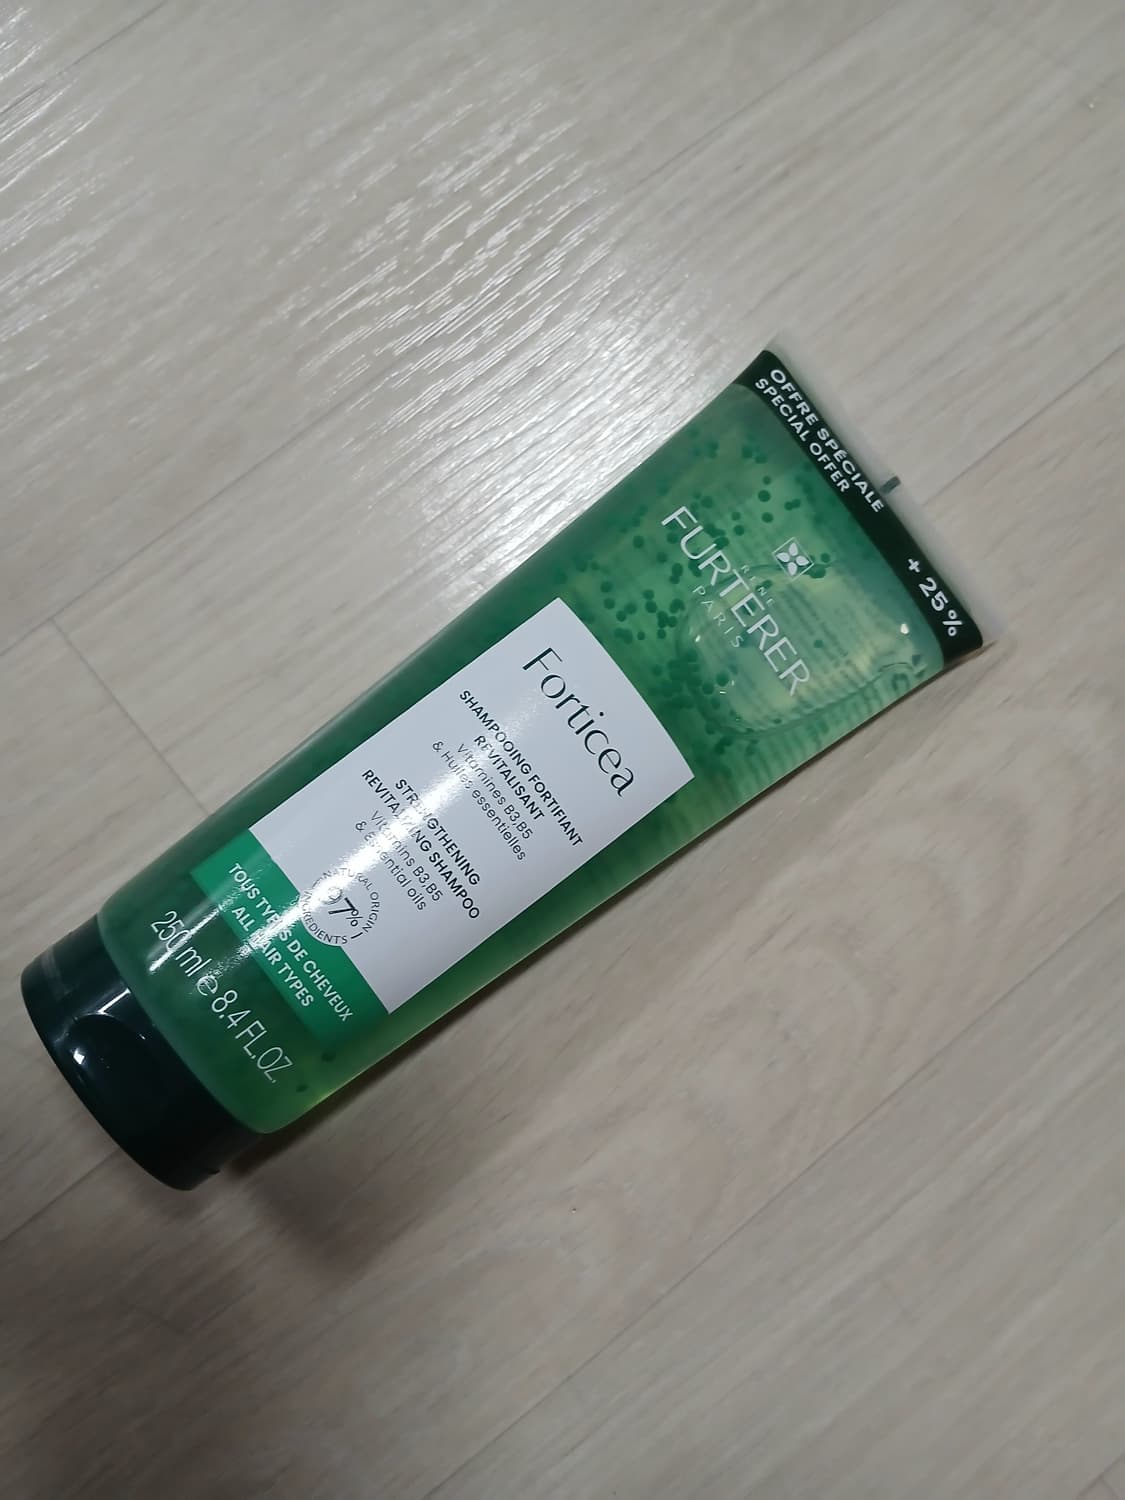 OFFRE SPÉCIALE
SPECIAL OFFER
+ 25%
RENE
FURTERER
PARIS
Forticea
SHAMPOOING FORTIFIANT
REVITALISANT
Vitamines B3,B5
& Huiles essentielles
STRENGTHENING
REVITALIZING SHAMPOO
Vitamins B3,B5
& Essential oils
NATURAL ORIGIN
97%
INGREDIENTS
TOUS TYPES DE CHEVEUX
ALL HAIR TYPES
250 ml e 8.4 FL.OZ.